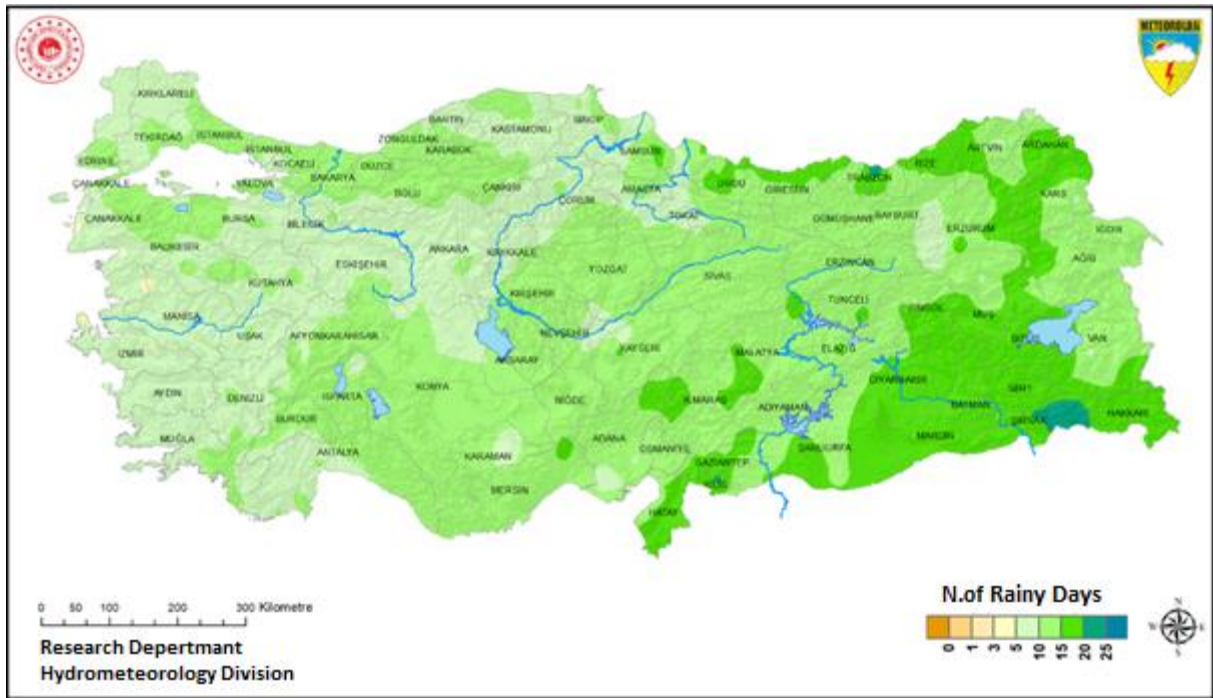 METEOROLOJİ
KIRKLARELİ
TEKİRDAĞ
İSTANBUL
EDİRNE
İSTANBUL
KOCAELİ
YALOVA
SAKARYA
DÜZCE
ZONGULDAK
BARTIN
KARABÜK
KASTAMONU
SİNOP
SAMSUN
ÇANAKKALE
ÇANAKKALE
BURSA
BİLECİK
BOLU
ÇANKIRI
ÇORUM
AMASYA
TOKAT
ORDU
GİRESUN
TRABZON
RİZE
ARTVİN
ARDAHAN
KARS
GÜMÜŞHANE
BAYBURT
ERZURUM
IĞDIR
AĞRI
BALIKESİR
ESKİŞEHİR
ANKARA
KIRIKKALE
YOZGAT
SİVAS
ERZİNCAN
KÜTAHYA
KIRŞEHİR
TUNCELİ
BİNGÖL
MUŞ
MANİSA
UŞAK
AFYONKARAHİSAR
NEVŞEHİR
KAYSERİ
MALATYA
ELAZIĞ
VAN
İZMİR
AKSARAY
DİYARBAKIR
SİİRT
AYDIN
DENİZLİ
ISPARTA
KONYA
NİĞDE
K.MARAŞ
ADIYAMAN
BATMAN
ŞIRNAK
HAKKARİ
BURDUR
MUĞLA
ANTALYA
KARAMAN
ADANA
OSMANİYE
GAZİANTEP
ŞANLIURFA
MARDİN
MERSİN
KİLİS
HATAY
0 50 100 200 300 Kilometre
Research Depertmant
Hydrometeorology Division
N.of Rainy Days
0 1 3 5 10 15 20 25
N
W E
S